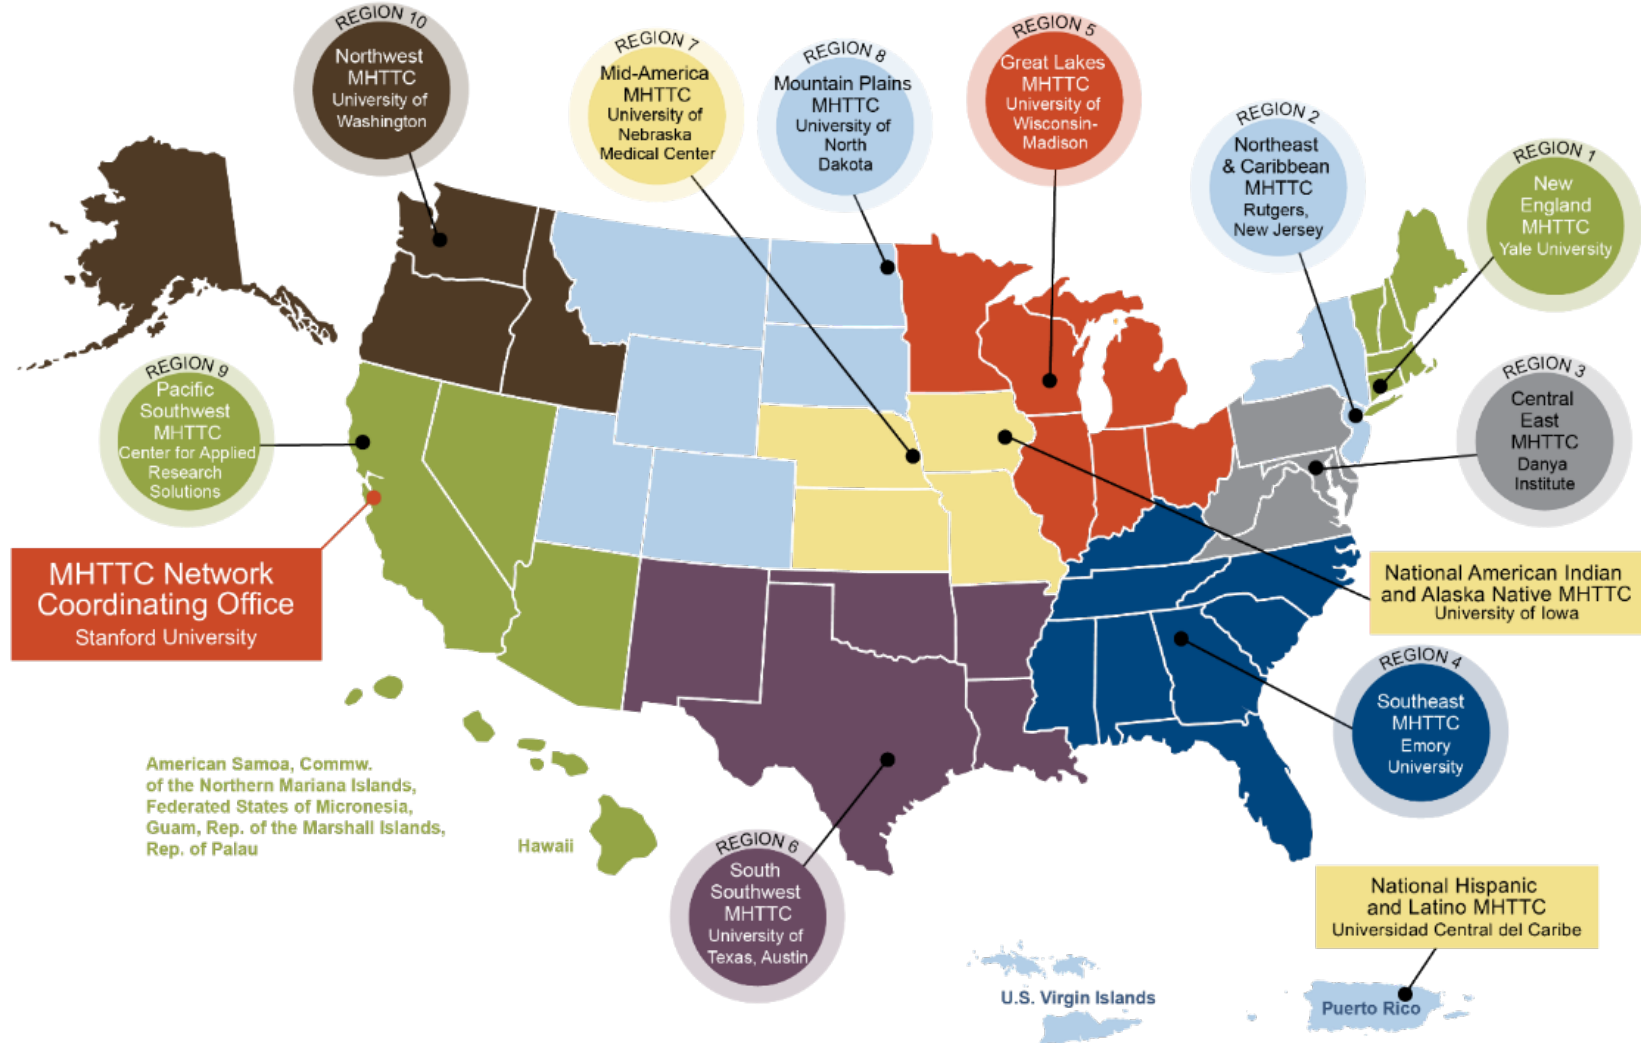 REGION 10
Northwest
MHTTC
University of
Washington
REGION 7
Mid-America
MHTTC
University of
Nebraska
Medical Center
REGION 8
Mountain Plains
MHTTC
University of
North
Dakota
REGION 5
Great Lakes
MHTTC
University of
Wisconsin-
Madison
REGION 2
Northeast
& Caribbean
MHTTC
Rutgers,
New Jersey
REGION 1
New
England
MHTTC
Yale University
REGION 9
Pacific
Southwest
MHTTC
Center for Applied
Research
Solutions
REGION 3
Central
East
MHTTC
Danya
Institute
MHTTC Network
Coordinating Office
Stanford University
National American Indian
and Alaska Native MHTTC
University of Iowa
REGION 4
Southeast
MHTTC
Emory
University
American Samoa, Commw.
of the Northern Mariana Islands,
Federated States of Micronesia,
Guam, Rep. of the Marshall Islands,
Rep. of Palau
Hawaii
REGION 6
South
Southwest
MHTTC
University of
Texas, Austin
National Hispanic
and Latino MHTTC
Universidad Central del Caribe
U.S. Virgin Islands
Puerto Rico